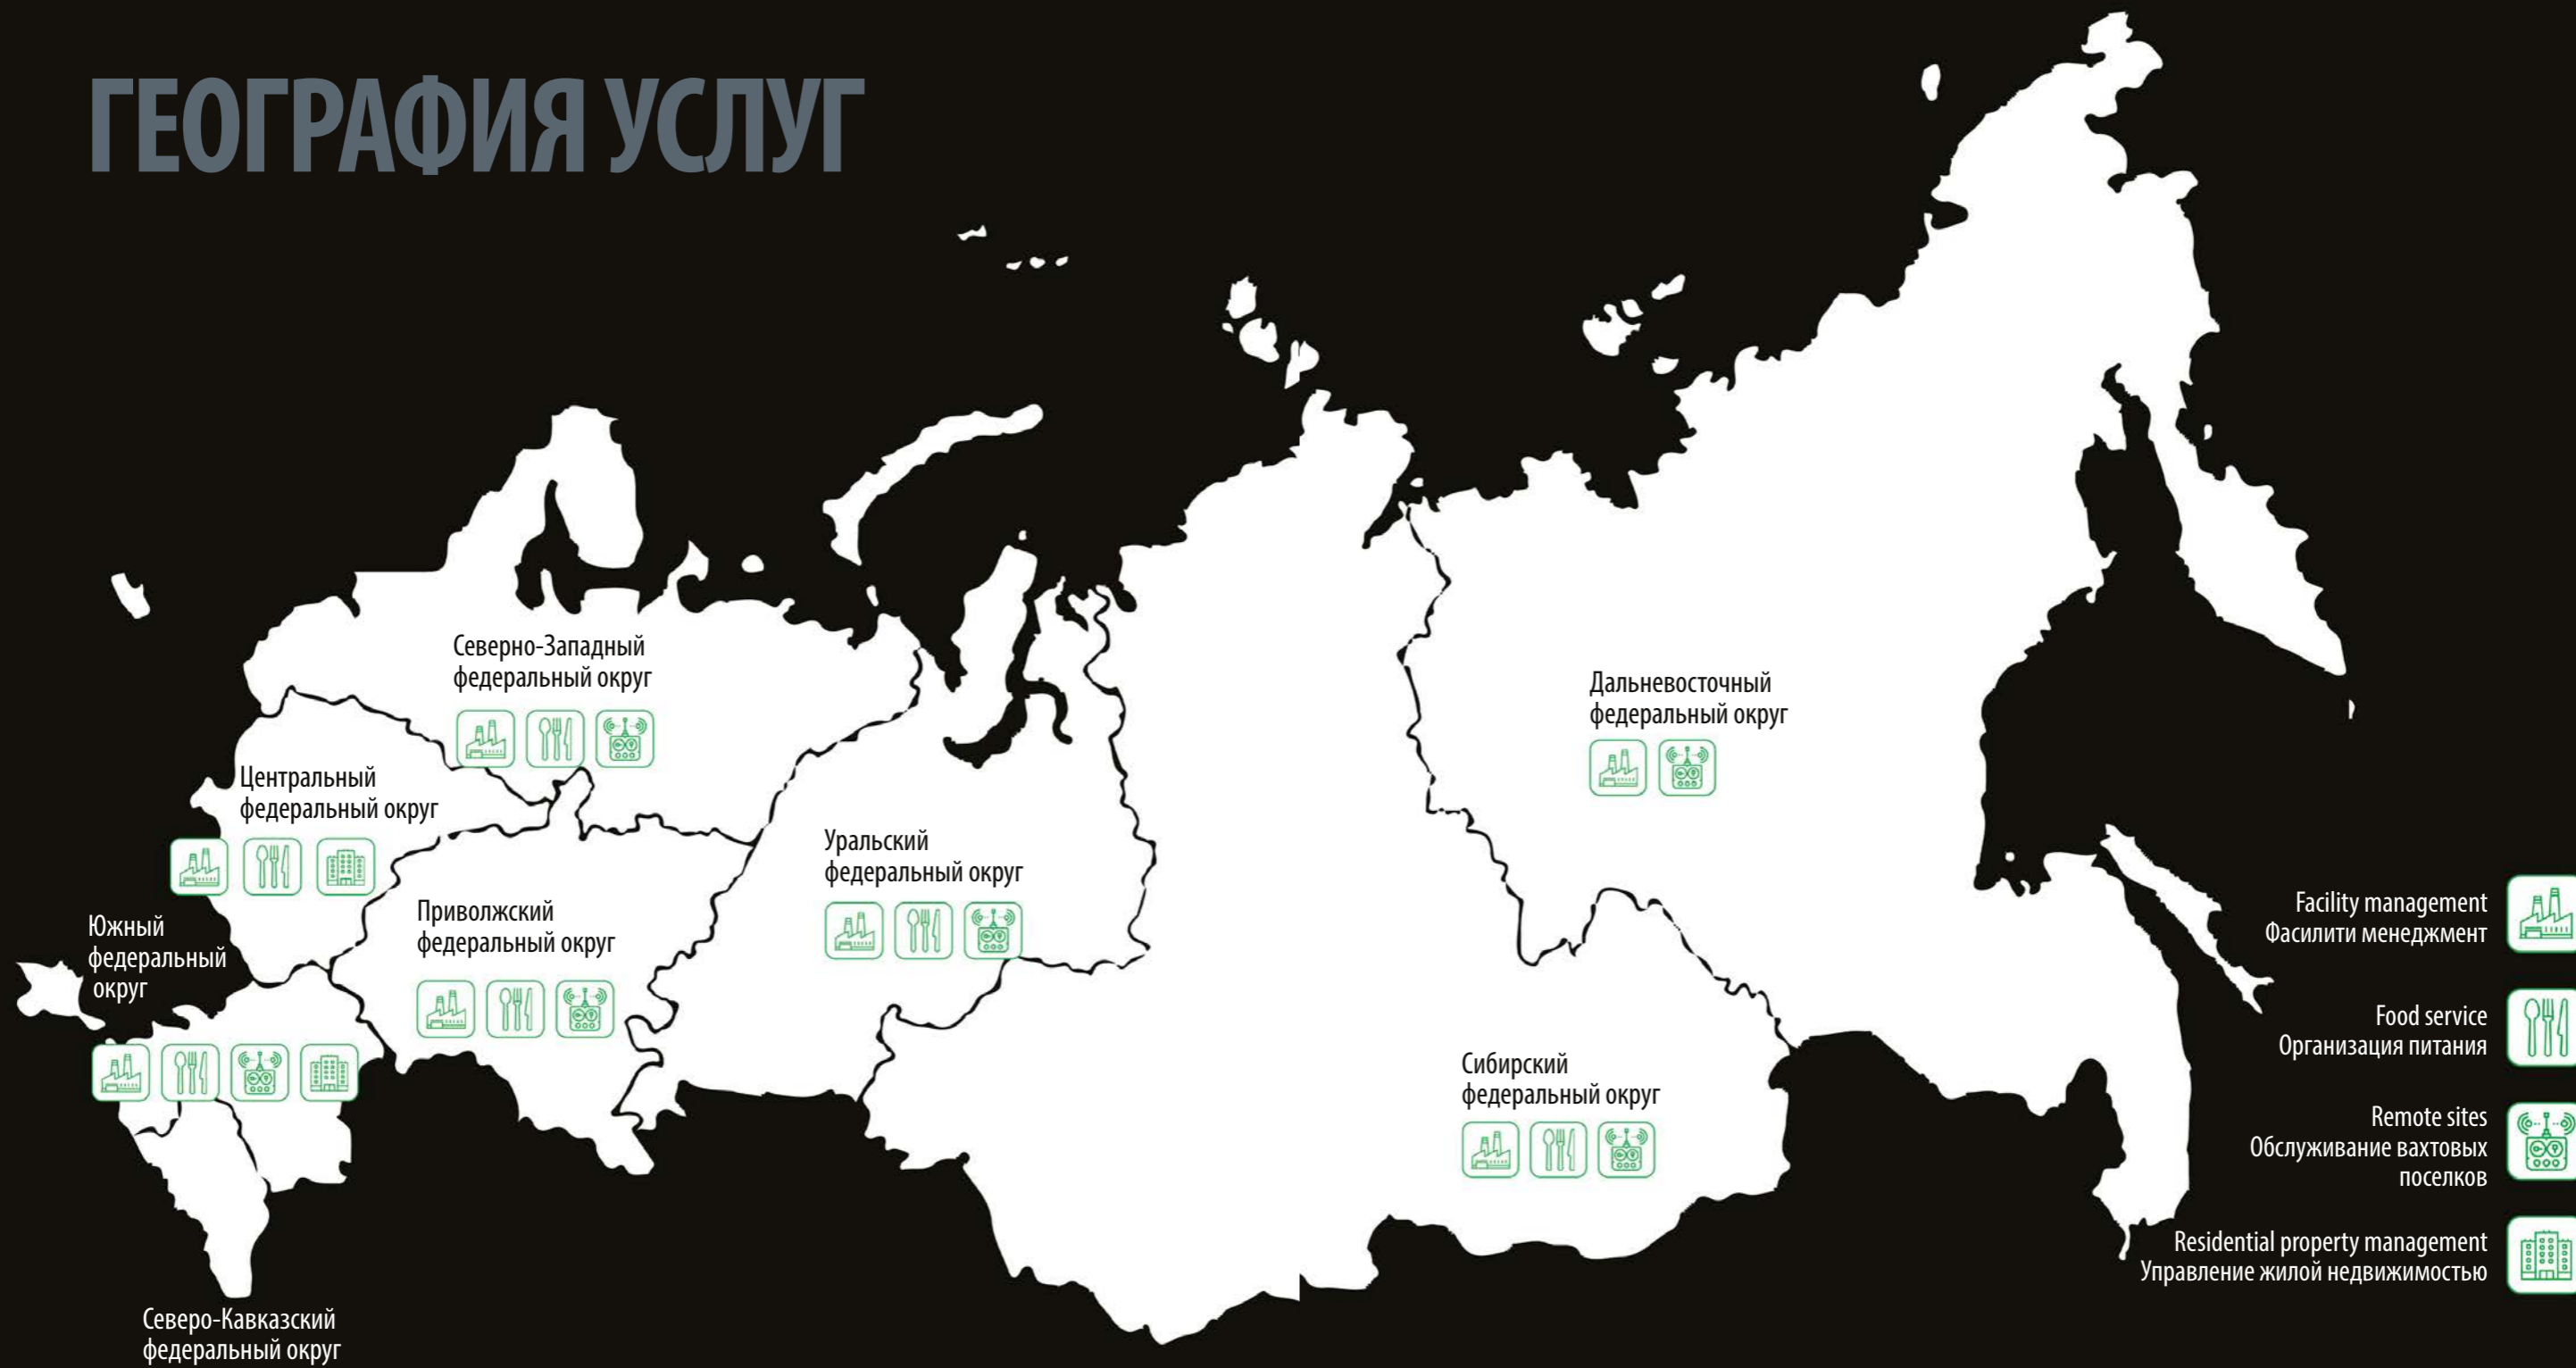 ГЕОГРАФИЯ УСЛУГ
Северно-Западный
федеральный округ
Дальневосточный
федеральный округ
Центральный
федеральный округ
Уральский
федеральный округ
Приволжский
федеральный округ
Южный
федеральный
округ
Сибирский
федеральный округ
Северо-Кавказский
федеральный округ
Facility management
Фасилити менеджмент
Food service
Организация питания
Remote sites
Обслуживание вахтовых
поселков
Residential property management
Управление жилой недвижимостью